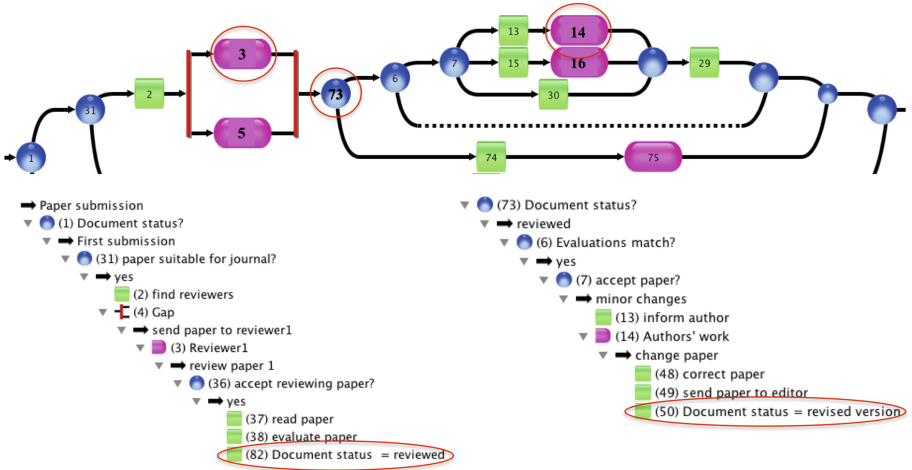 13
14
3
15
16
29
7
6
2
73
30
31
5
1
74
75
Paper submission
(1) Document status?
First submission
(31) paper suitable for journal?
yes
(2) find reviewers
(4) Gap
send paper to reviewer1
(3) Reviewer1
review paper 1
(36) accept reviewing paper?
yes
(37) read paper
(38) evaluate paper
(82) Document status = reviewed
(73) Document status?
reviewed
(6) Evaluations match?
yes
(7) accept paper?
minor changes
(13) inform author
(14) Authors' work
change paper
(48) correct paper
(49) send paper to editor
(50) Document status = revised version